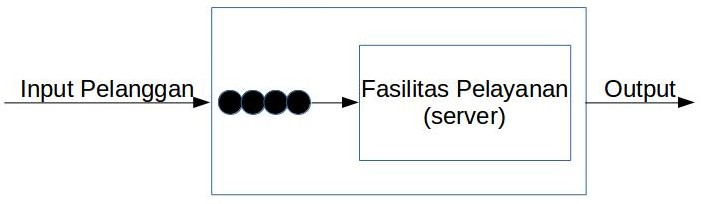 Input Pelanggan
Fasilitas Pelayanan
(server)
Output